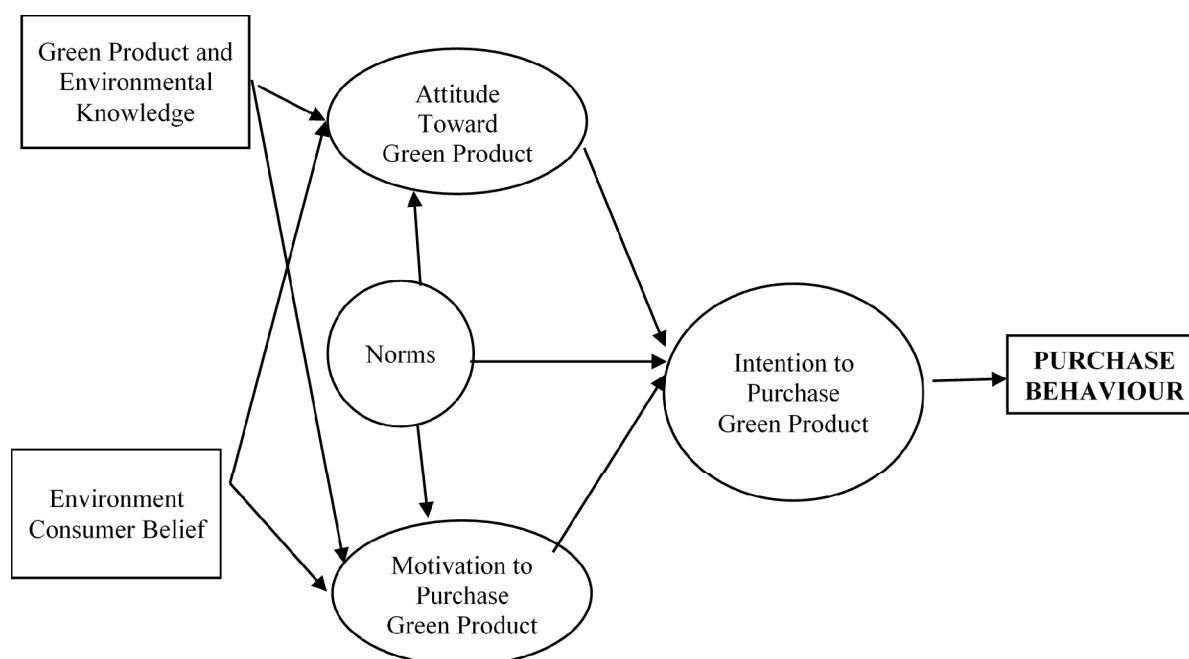 Green Product and
Environmental
Knowledge
Attitude
Toward
Green Product
Norms
Intention to
Purchase
Green Product
PURCHASE
BEHAVIOUR
Environment
Consumer Belief
Motivation to
Purchase
Green Product